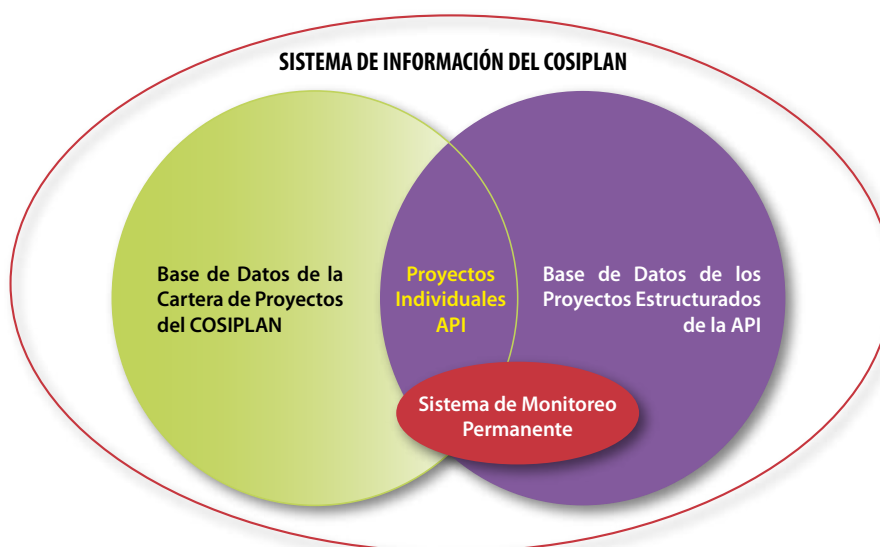 SISTEMA DE INFORMACIÓN DEL COSIPLAN
Base de Datos de la
Cartera de Proyectos
del COSIPLAN
Proyectos
Individuales
API
Base de Datos de los
Proyectos Estructurados
de la API
Sistema de Monitoreo
Permanente